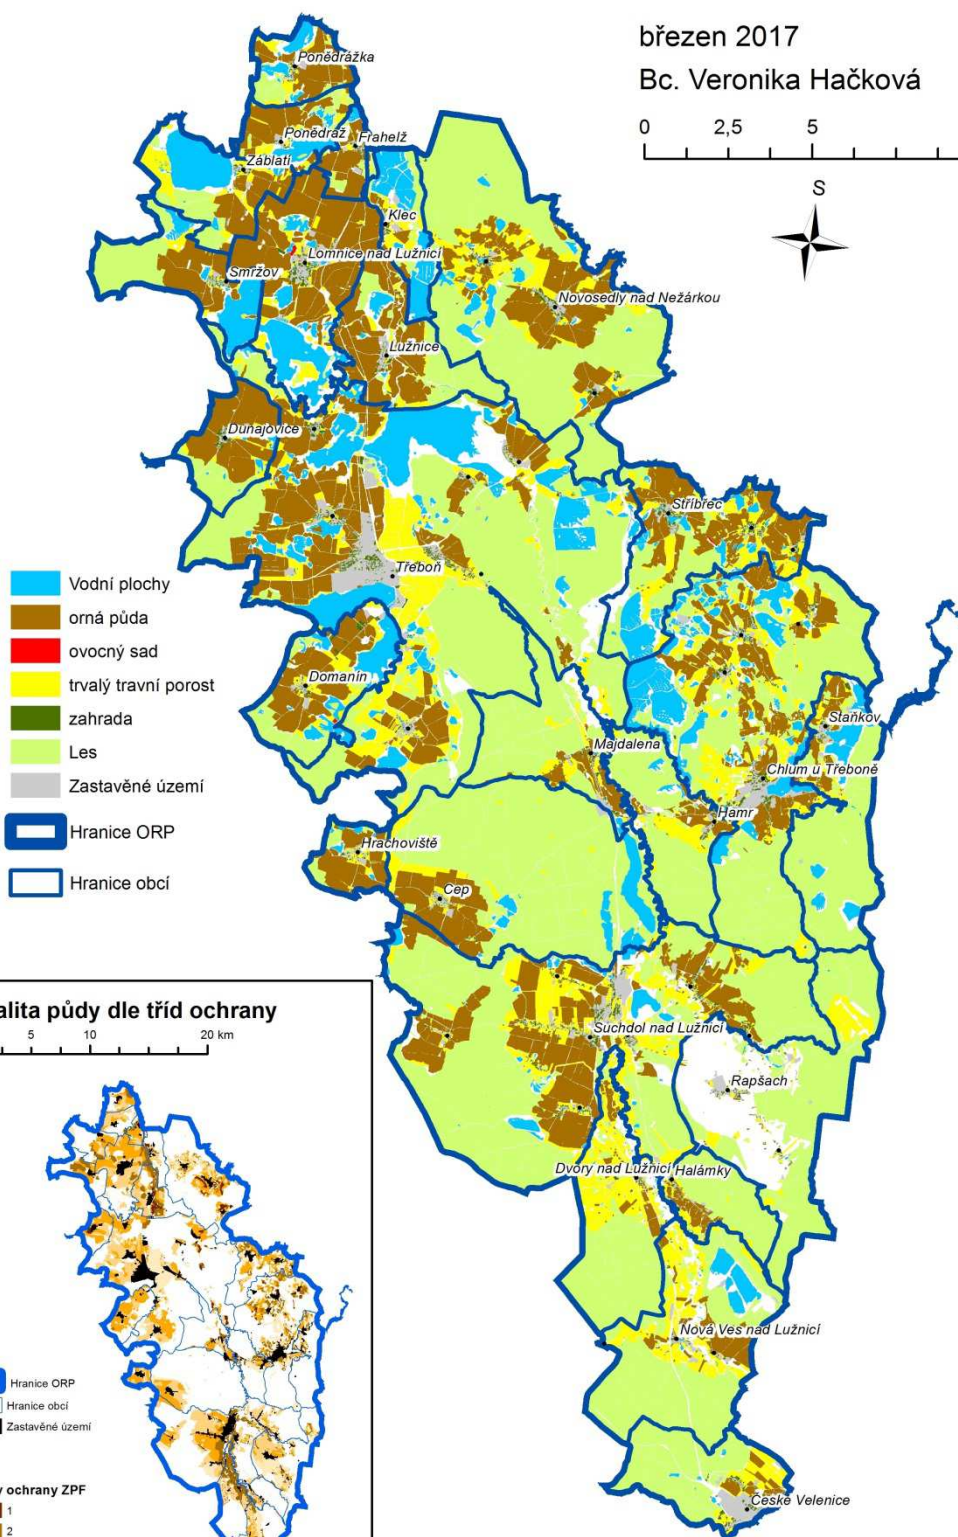 březen 2017
Bc. Veronika Hačková
0 2,5 5
S
Ponědrážka
Ponědraž
Frahelž
Záblatí
Klec
Lomnice nad Lužnicí
Smržov
Novosedly nad Nežárkou
Lužnice
Dunajovice
Stříbřec
Třeboň
Domanín
Staňkov
Majdalena
Chlum u Třeboně
Hamr
Hrachoviště
Cep
Suchdol nad Lužnicí
Rapšach
Dvory nad Lužnicí
Halámky
Nová Ves nad Lužnicí
České Velenice
Vodní plochy
orná půda
ovocný sad
trvalý travní porost
zahrada
Les
Zastavěné území
Hranice ORP
Hranice obcí
alita půdy dle tříd ochrany
5 10 20 km
Hranice ORP
Hranice obcí
Zastavěné území
y ochrany ZPF
1
2